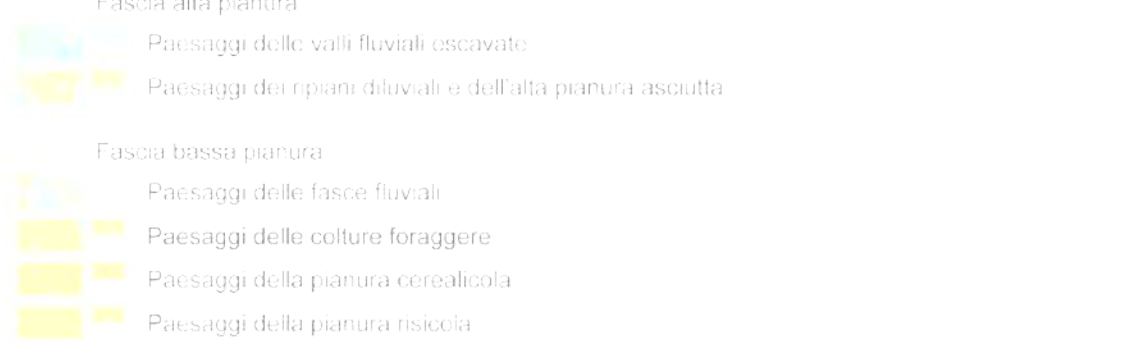 Fascia alta pianura
Paesaggi delle valli fluviali escavate
Paesaggi dei ripiani diluviali e dell'alta pianura asciutta
Fascia bassa pianura
Paesaggi delle fasce fluviali
Paesaggi delle colture foraggere
Paesaggi della pianura cerealicola
Paesaggi della pianura risicola